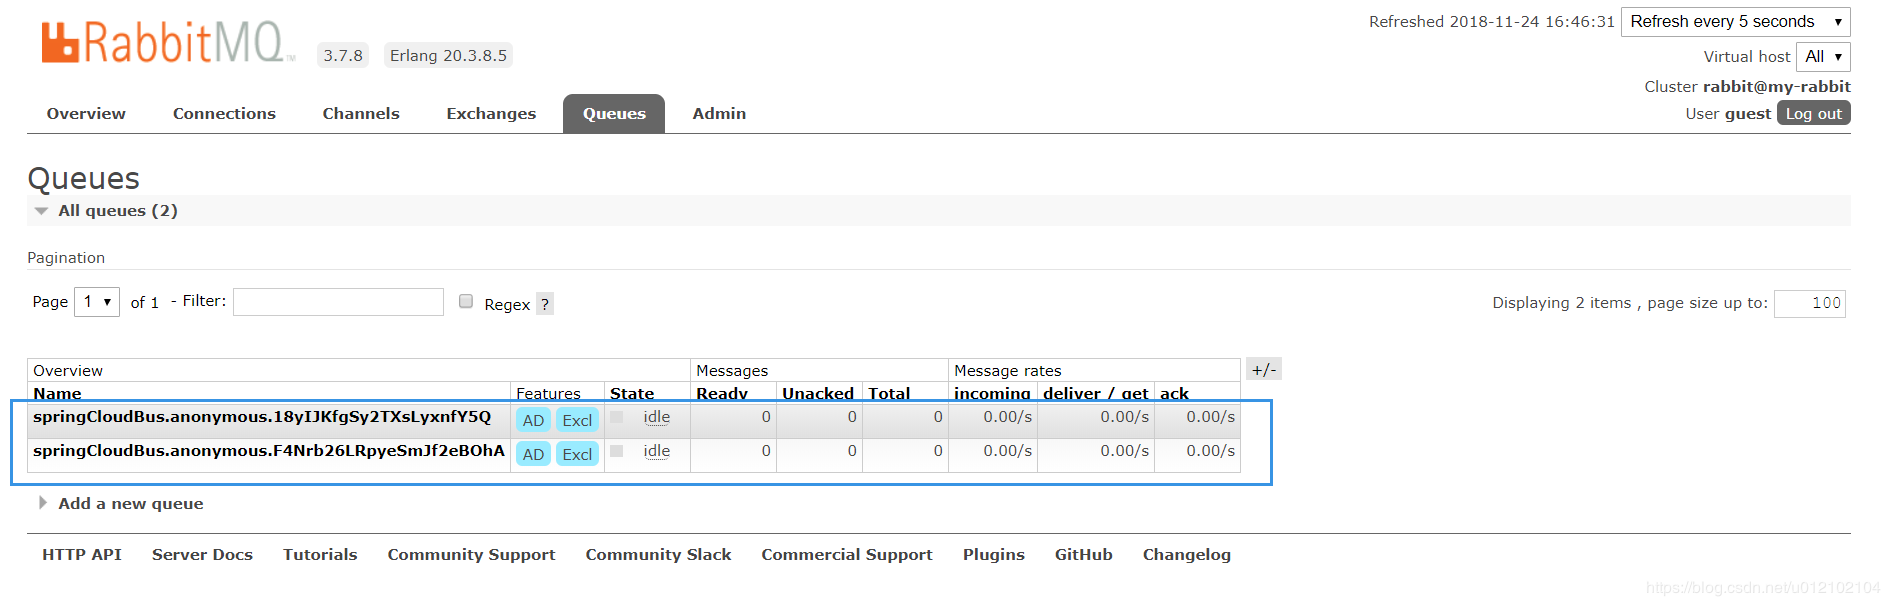 Refreshed 2018-11-24 16:46:31 Refresh every 5 seconds
RabbitMQ TM 3.7.8 Erlang 20.3.8.5
Virtual host All
Cluster rabbit@my-rabbit
User guest Log out
Overview Connections Channels Exchanges Queues Admin
Queues
All queues (2)
Pagination
Page 1 of 1 - Filter: Regex ? Displaying 2 items , page size up to: 100
Overview Messages Message rates +/-
Name Features State Ready Unacked Total incoming deliver / get ack
springCloudBus.anonymous.18yIJKfgSy2TXsLyxnfY5Q AD Excl idle 0 0 0 0.00/s 0.00/s 0.00/s
springCloudBus.anonymous.F4Nrb26LRpyeSmJf2eBOhA AD Excl idle 0 0 0 0.00/s 0.00/s 0.00/s
Add a new queue
HTTP API Server Docs Tutorials Community Support Community Slack Commercial Support Plugins GitHub Changelog
https://blog.csdn.net/u012102104